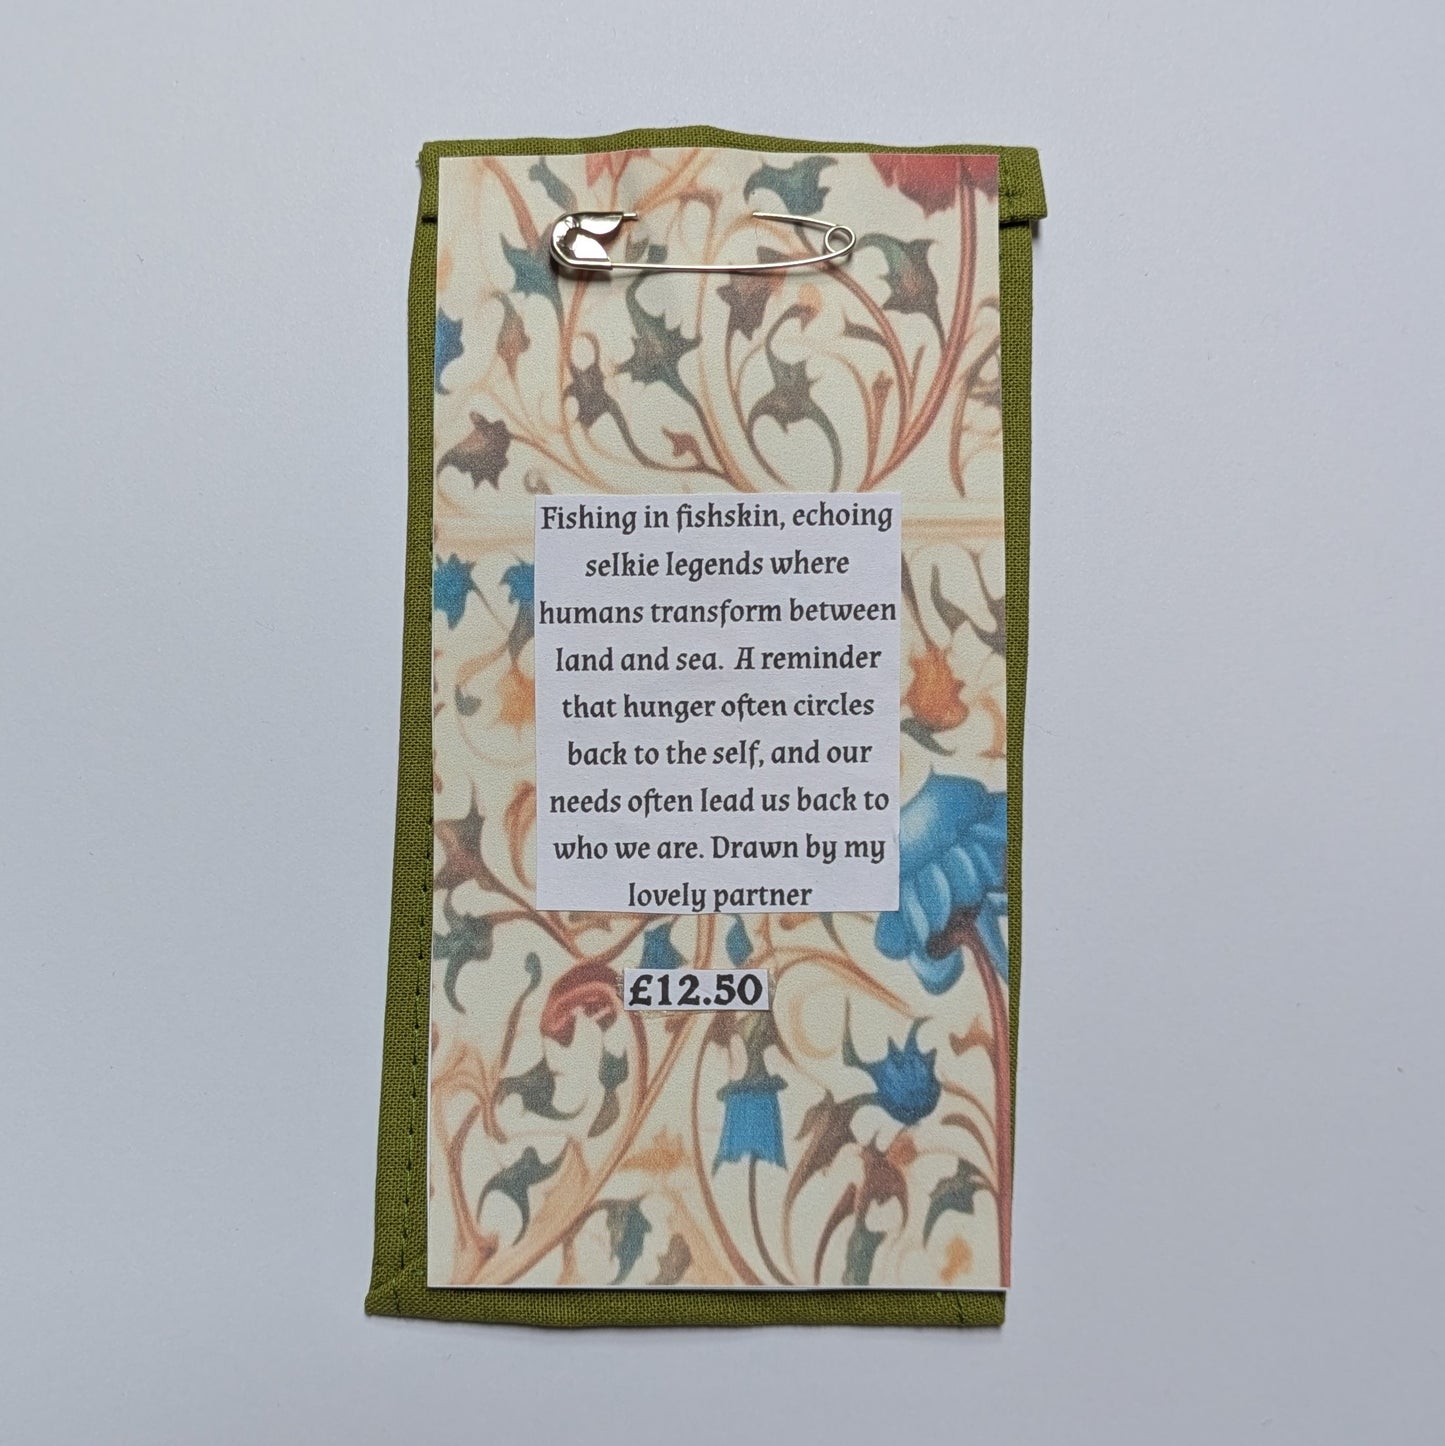 Fishing in fishskin, echoing
selkie legends where
humans transform between
land and sea. A reminder
that hunger often circles
back to the self, and our
needs often lead us back to
who we are. Drawn by my
lovely partner
£12.50